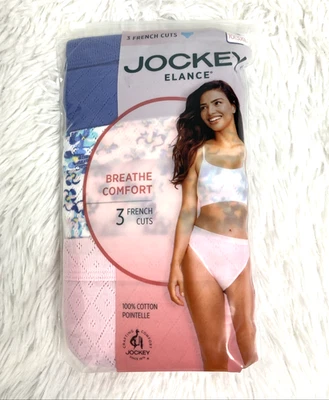 3 FRENCH CUTS
JOCKEY
ELANCE®
BREATHE
COMFORT
3 FRENCH
CUTS
100% COTTON
POINTELLE
JOCKEY